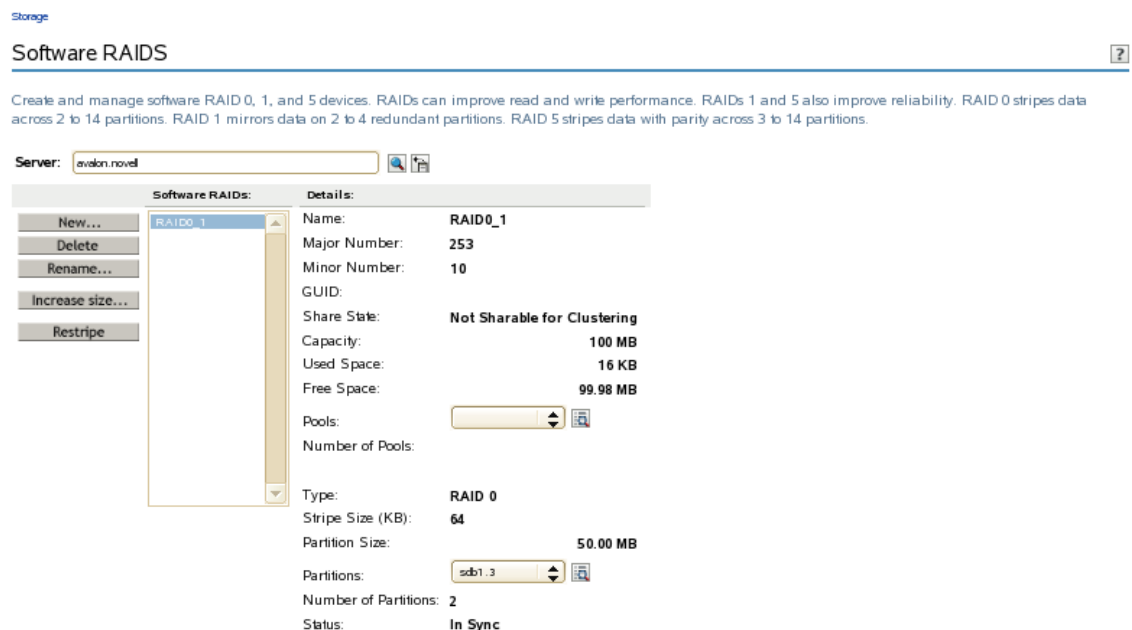 Storage
Software RAIDS
?
Create and manage software RAID 0, 1, and 5 devices. RAIDs can improve read and write performance. RAIDs 1 and 5 also improve reliability. RAID 0 stripes data
across 2 to 14 partitions. RAID 1 mirrors data on 2 to 4 redundant partitions. RAID 5 stripes data with parity across 3 to 14 partitions.
Server: avalon.novell
Software RAIDs: Details:
New...
Delete
Rename...
Increase size...
Restripe
RAID0_1
Name: RAID0_1
Major Number: 253
Minor Number: 10
GUID:
Share State: Not Sharable for Clustering
Capacity: 100 MB
Used Space: 16 KB
Free Space: 99.98 MB
Pools:
Number of Pools:
Type: RAID 0
Stripe Size (KB): 64
Partition Size: 50.00 MB
Partitions: sdb1.3
Number of Partitions: 2
Status: In Sync